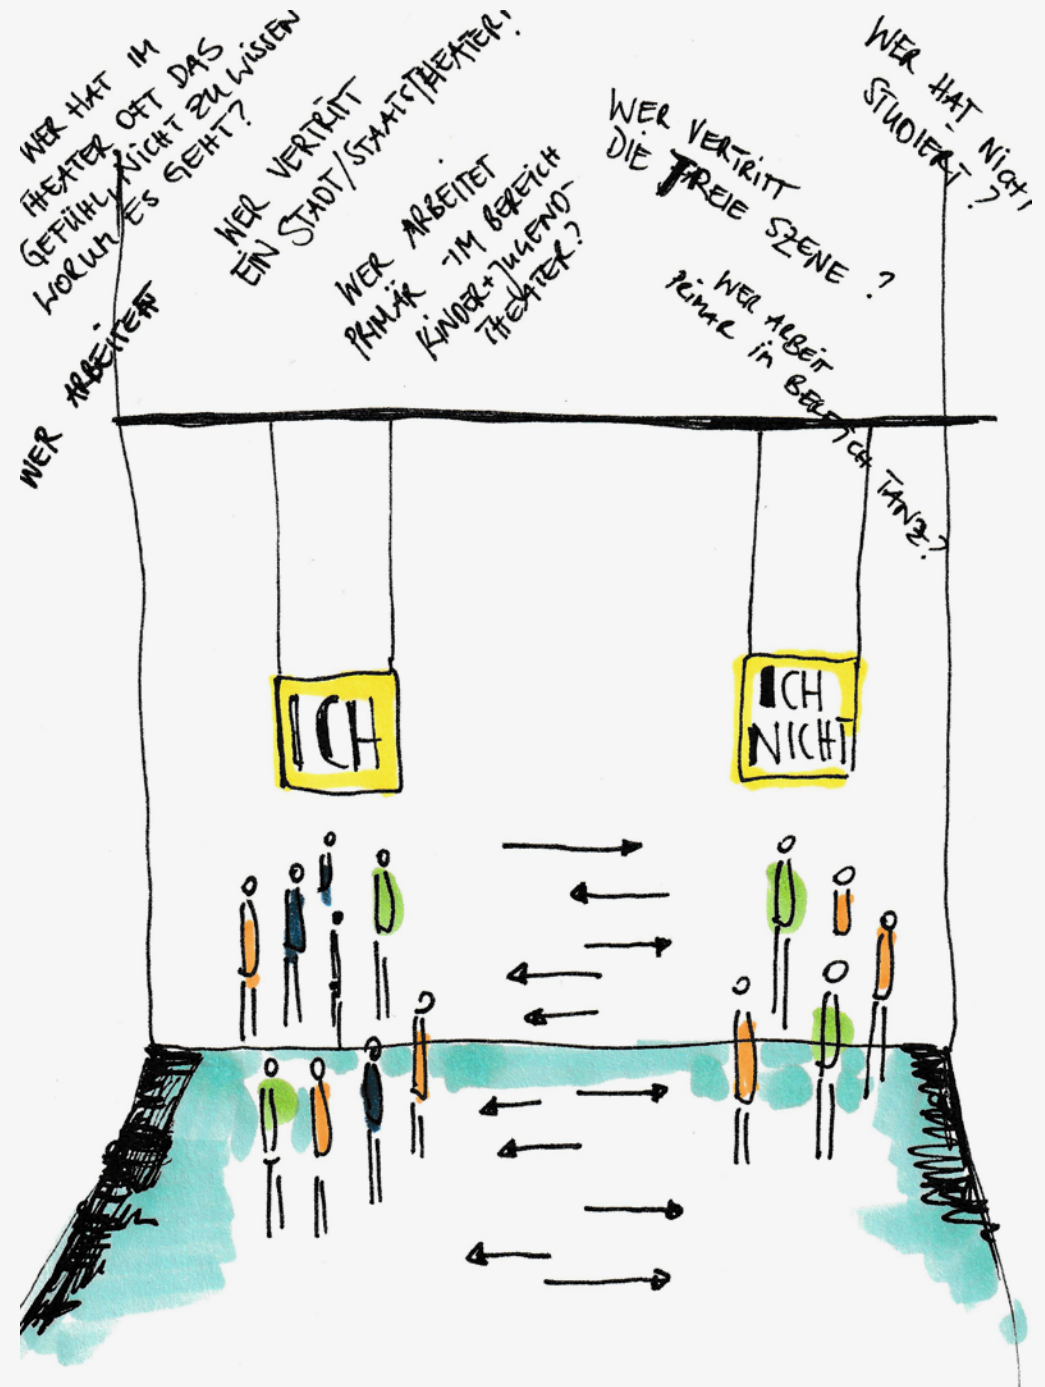 WER HAT IM
THEATER OFT DAS
GEFÜHL, NICHT ZU WISSEN
WORUM ES GEHT?
WER VERTRITT
EIN STADT/STAATSTHEATER?
WER ARBEITET
PRIMÄR IM BEREICH
KINDER+JUGEND-
THEATER?
WER VERTRITT
DIE FREIE SZENE?
WER HAT NICHT
STUDIERT?
WER ARBEIT
PRIMÄR IN BEREICH TANZ?
WER ARBEITET
ICH
ICH
NICHT